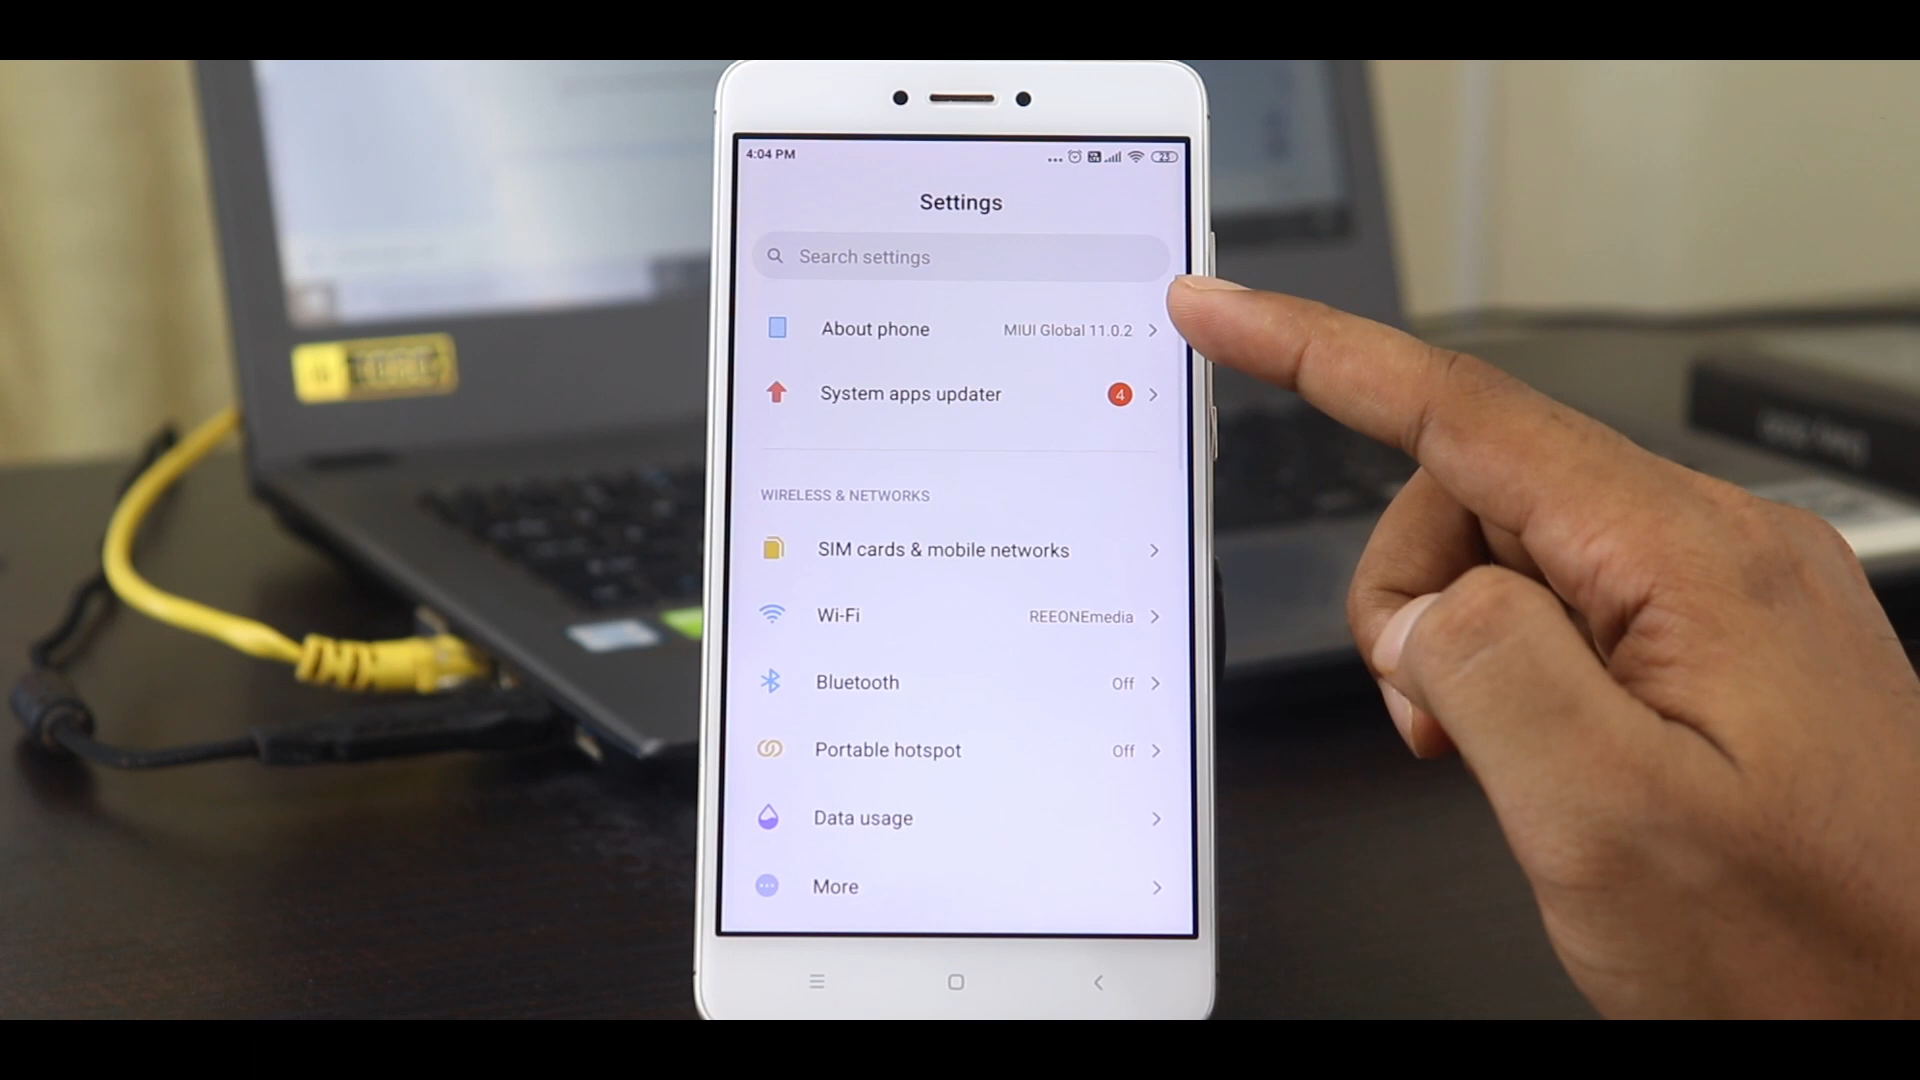 4:04 PM
23
Settings
Search settings
About phone MIUI Global 11.0.2
System apps updater 4
WIRELESS & NETWORKS
SIM cards & mobile networks
Wi-Fi REEONEmedia
Bluetooth Off
Portable hotspot Off
Data usage
More